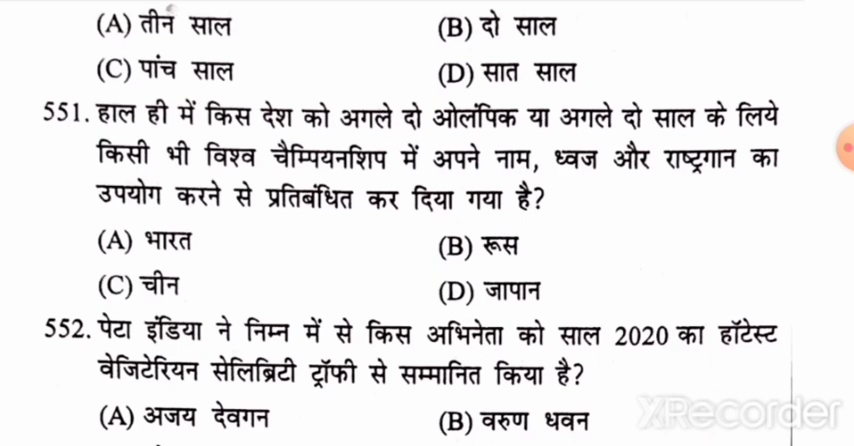 (A) तीन साल (B) दो साल
(C) पांच साल (D) सात साल
551. हाल ही में किस देश को अगले दो ओलंपिक या अगले दो साल के लिये
किसी भी विश्व चैम्पियनशिप में अपने नाम, ध्वज और राष्ट्रगान का
उपयोग करने से प्रतिबंधित कर दिया गया है?
(A) भारत (B) रूस
(C) चीन (D) जापान
552. पेटा इंडिया ने निम्न में से किस अभिनेता को साल 2020 का हॉटेस्ट
वेजिटेरियन सेलिब्रिटी ट्रॉफी से सम्मानित किया है?
(A) अजय देवगन (B) वरुण धवन
XRecorder